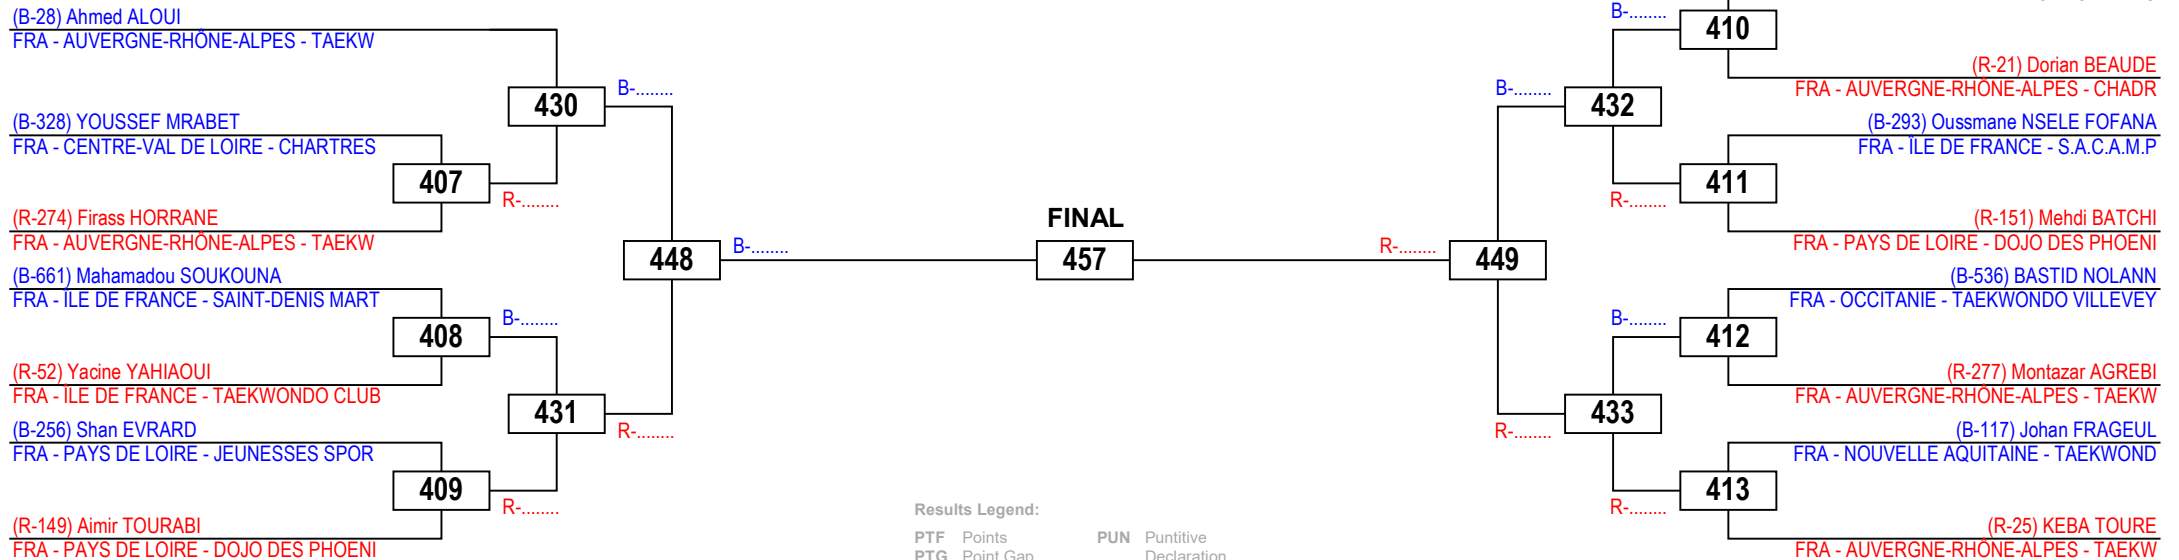 (B-28) Ahmed ALOUI
FRA - AUVERGNE-RHÔNE-ALPES - TAEKW
(B-328) YOUSSEF MRABET
FRA - CENTRE-VAL DE LOIRE - CHARTRES
(R-274) Firass HORRANE
FRA - AUVERGNE-RHÔNE-ALPES - TAEKW
(B-661) Mahamadou SOUKOUNA
FRA - ÎLE DE FRANCE - SAINT-DENIS MART
(R-52) Yacine YAHIAOUI
FRA - ÎLE DE FRANCE - TAEKWONDO CLUB
(B-256) Shan EVRARD
FRA - PAYS DE LOIRE - JEUNESSES SPOR
(R-149) Aimir TOURABI
FRA - PAYS DE LOIRE - DOJO DES PHOENI
407
408
409
R-........
B-........
R-........
430
431
B-........
R-........
448
B-........
FINAL
457
R-........
449
B-........
R-........
432
433
B-........
R-........
B-........
R-........
410
411
412
413
(R-21) Dorian BEAUDE
FRA - AUVERGNE-RHÔNE-ALPES - CHADR
(B-293) Oussmane NSELE FOFANA
FRA - ÎLE DE FRANCE - S.A.C.A.M.P
(R-151) Mehdi BATCHI
FRA - PAYS DE LOIRE - DOJO DES PHOENI
(B-536) BASTID NOLANN
FRA - OCCITANIE - TAEKWONDO VILLEVEY
(R-277) Montazar AGREBI
FRA - AUVERGNE-RHÔNE-ALPES - TAEKW
(B-117) Johan FRAGEUL
FRA - NOUVELLE AQUITAINE - TAEKWOND
(R-25) KEBA TOURE
FRA - AUVERGNE-RHÔNE-ALPES - TAEKW
Results Legend:
PTF Points PUN Puntitive
PTG Point Gap Declaration